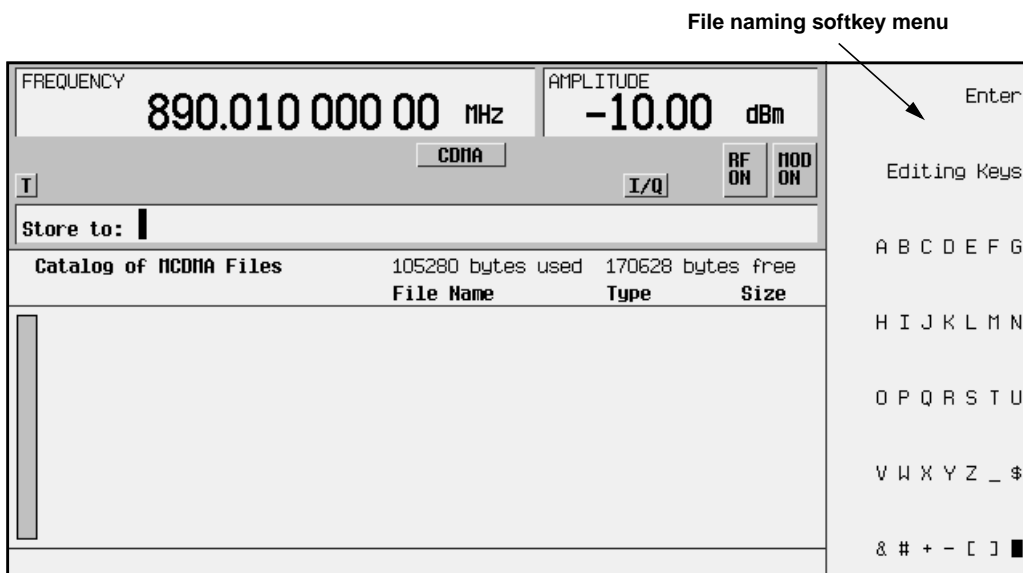 File naming softkey menu
FREQUENCY
890.010 000 00 MHz
AMPLITUDE
-10.00 dBm
CDMA
RF ON
MOD ON
T
I/Q
Store to:
Catalog of MCDMA Files 105280 bytes used 170628 bytes free
File Name Type Size
Enter
Editing Keys
A B C D E F G
H I J K L M N
O P Q R S T U
V W X Y Z _ $
& # + - [ ]